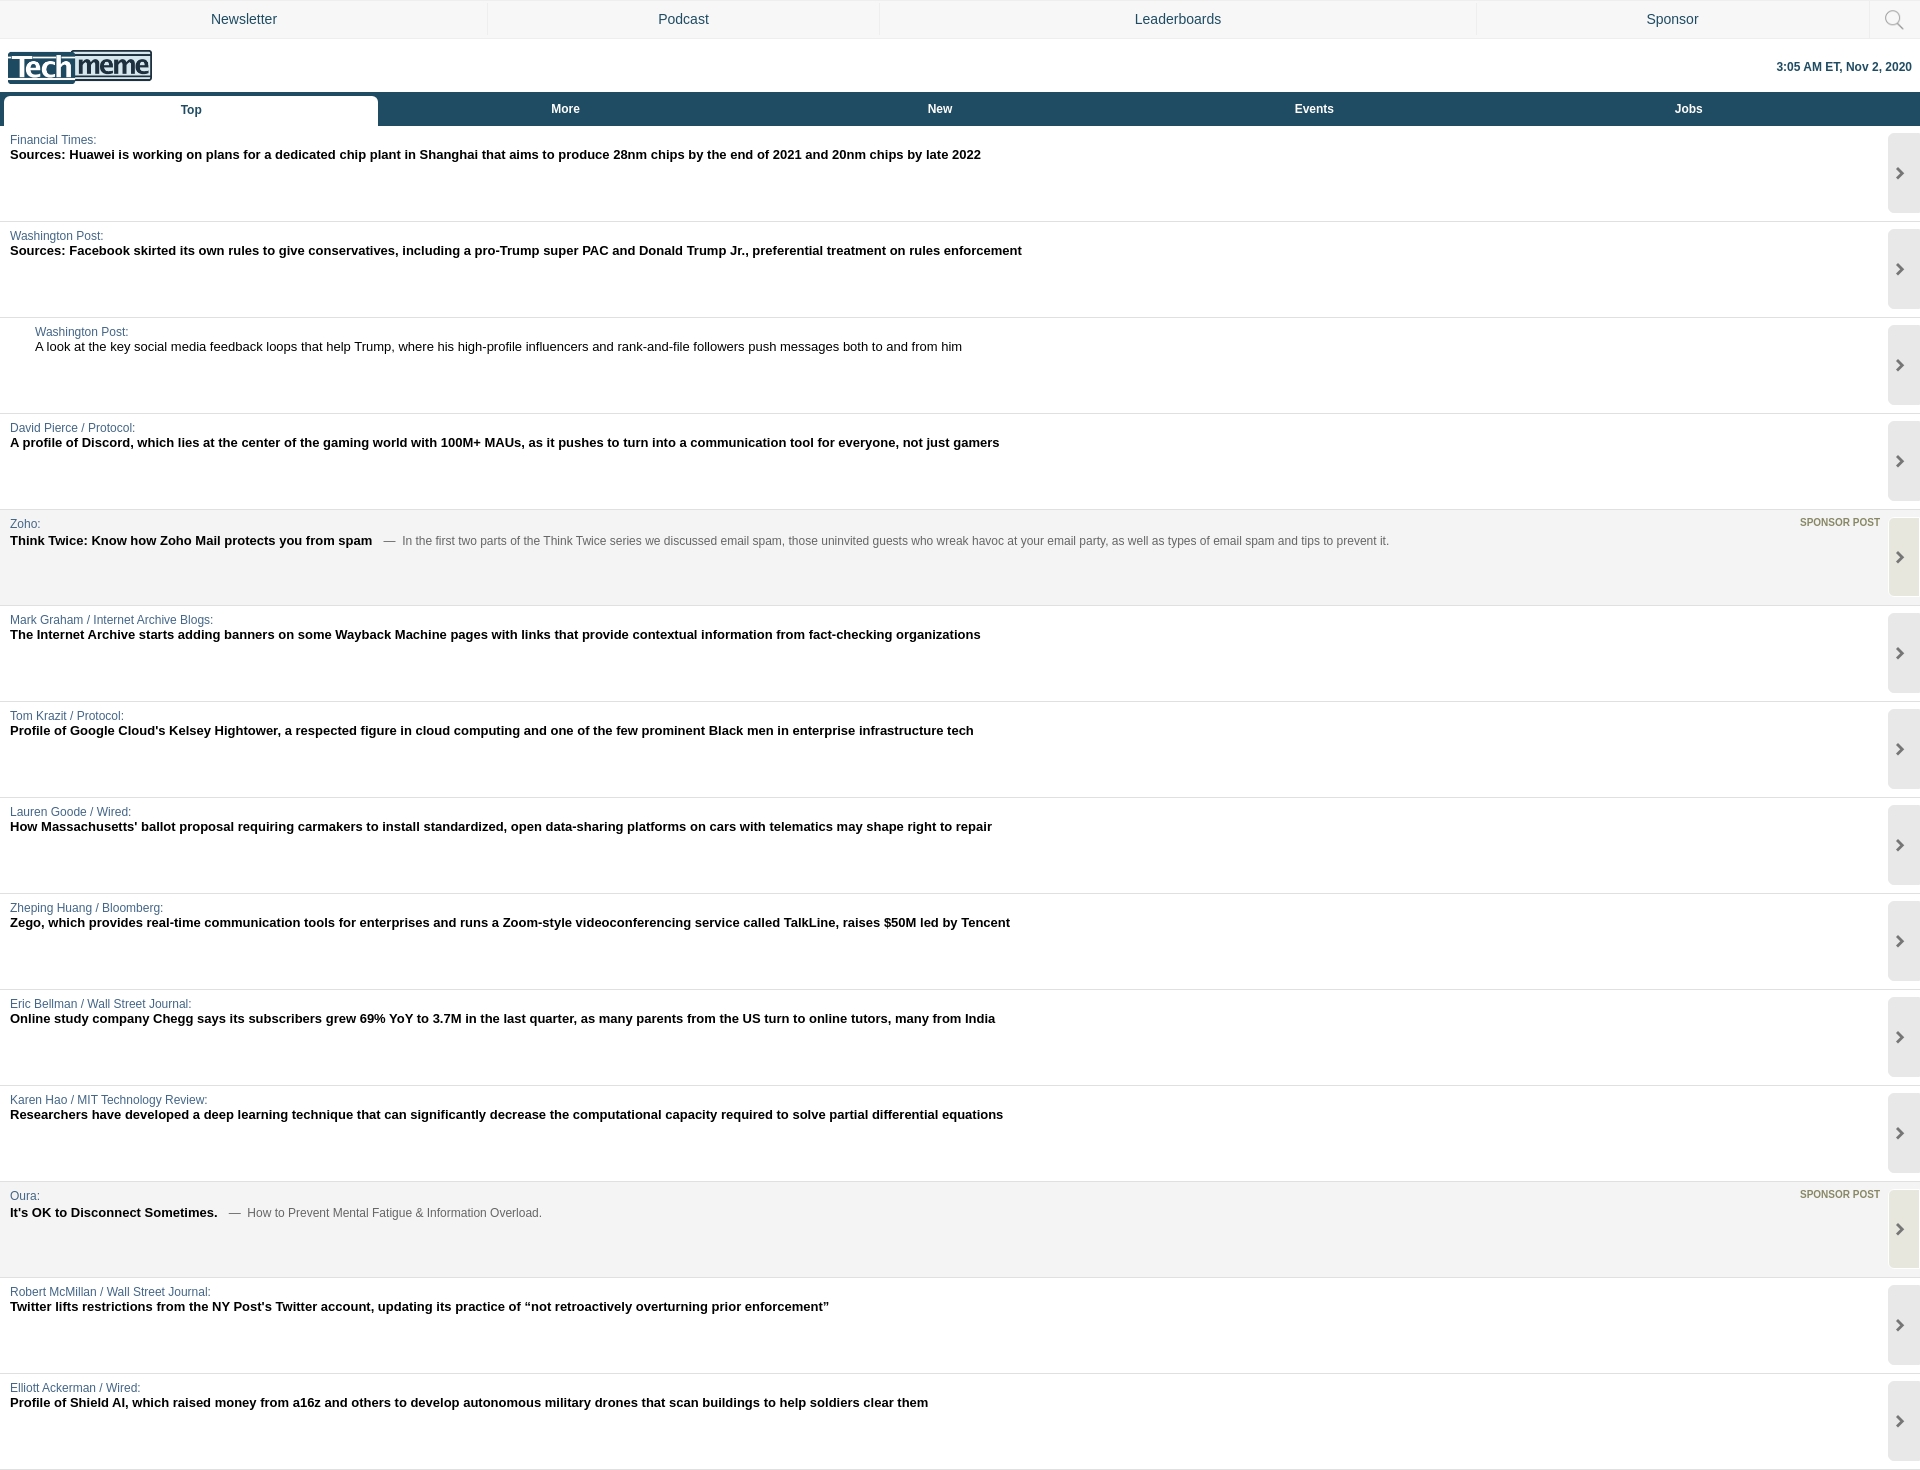 Newsletter
Podcast
Leaderboards
Sponsor
Techmeme
3:05 AM ET, Nov 2, 2020
Top
More
New
Events
Jobs
Financial Times:
Sources: Huawei is working on plans for a dedicated chip plant in Shanghai that aims to produce 28nm chips by the end of 2021 and 20nm chips by late 2022
Washington Post:
Sources: Facebook skirted its own rules to give conservatives, including a pro-Trump super PAC and Donald Trump Jr., preferential treatment on rules enforcement
Washington Post:
A look at the key social media feedback loops that help Trump, where his high-profile influencers and rank-and-file followers push messages both to and from him
David Pierce / Protocol:
A profile of Discord, which lies at the center of the gaming world with 100M+ MAUs, as it pushes to turn into a communication tool for everyone, not just gamers
Zoho:
SPONSOR POST
Think Twice: Know how Zoho Mail protects you from spam — In the first two parts of the Think Twice series we discussed email spam, those uninvited guests who wreak havoc at your email party, as well as types of email spam and tips to prevent it.
Mark Graham / Internet Archive Blogs:
The Internet Archive starts adding banners on some Wayback Machine pages with links that provide contextual information from fact-checking organizations
Tom Krazit / Protocol:
Profile of Google Cloud's Kelsey Hightower, a respected figure in cloud computing and one of the few prominent Black men in enterprise infrastructure tech
Lauren Goode / Wired:
How Massachusetts' ballot proposal requiring carmakers to install standardized, open data-sharing platforms on cars with telematics may shape right to repair
Zheping Huang / Bloomberg:
Zego, which provides real-time communication tools for enterprises and runs a Zoom-style videoconferencing service called TalkLine, raises $50M led by Tencent
Eric Bellman / Wall Street Journal:
Online study company Chegg says its subscribers grew 69% YoY to 3.7M in the last quarter, as many parents from the US turn to online tutors, many from India
Karen Hao / MIT Technology Review:
Researchers have developed a deep learning technique that can significantly decrease the computational capacity required to solve partial differential equations
Oura:
SPONSOR POST
It's OK to Disconnect Sometimes. — How to Prevent Mental Fatigue & Information Overload.
Robert McMillan / Wall Street Journal:
Twitter lifts restrictions from the NY Post's Twitter account, updating its practice of “not retroactively overturning prior enforcement”
Elliott Ackerman / Wired:
Profile of Shield AI, which raised money from a16z and others to develop autonomous military drones that scan buildings to help soldiers clear them